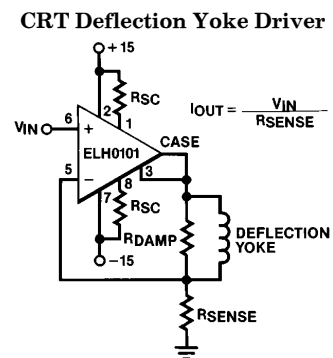 CRT Deflection Yoke Driver
+15
RSC
2
1
IOUT = VIN
RSENSE
VIN
6
+
CASE
ELH0101
3
5
−
8
7
RSC
RDAMP
DEFLECTION
YOKE
−15
RSENSE